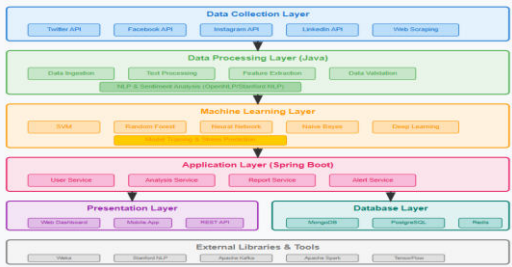 Data Collection Layer
Twitter API Facebook API Instagram API LinkedIn API Web Scraping
Data Processing Layer (Java)
Data Ingestion Text Processing Feature Extraction Data Validation
NLP & Sentiment Analysis (OpenNLP/Stanford NLP)
Machine Learning Layer
SVM Random Forest Neural Network Naive Bayes Deep Learning
Model Training &
Application Layer (Spring Boot)
User Service Analysis Service Report Service Alert Service
Presentation Layer Database Layer
Web Dashboard Mobile App REST API MongoDB PostgreSQL Redis
External Libraries & Tools
Weka Stanford NLP Apache Kafka Apache Spark TensorFlow